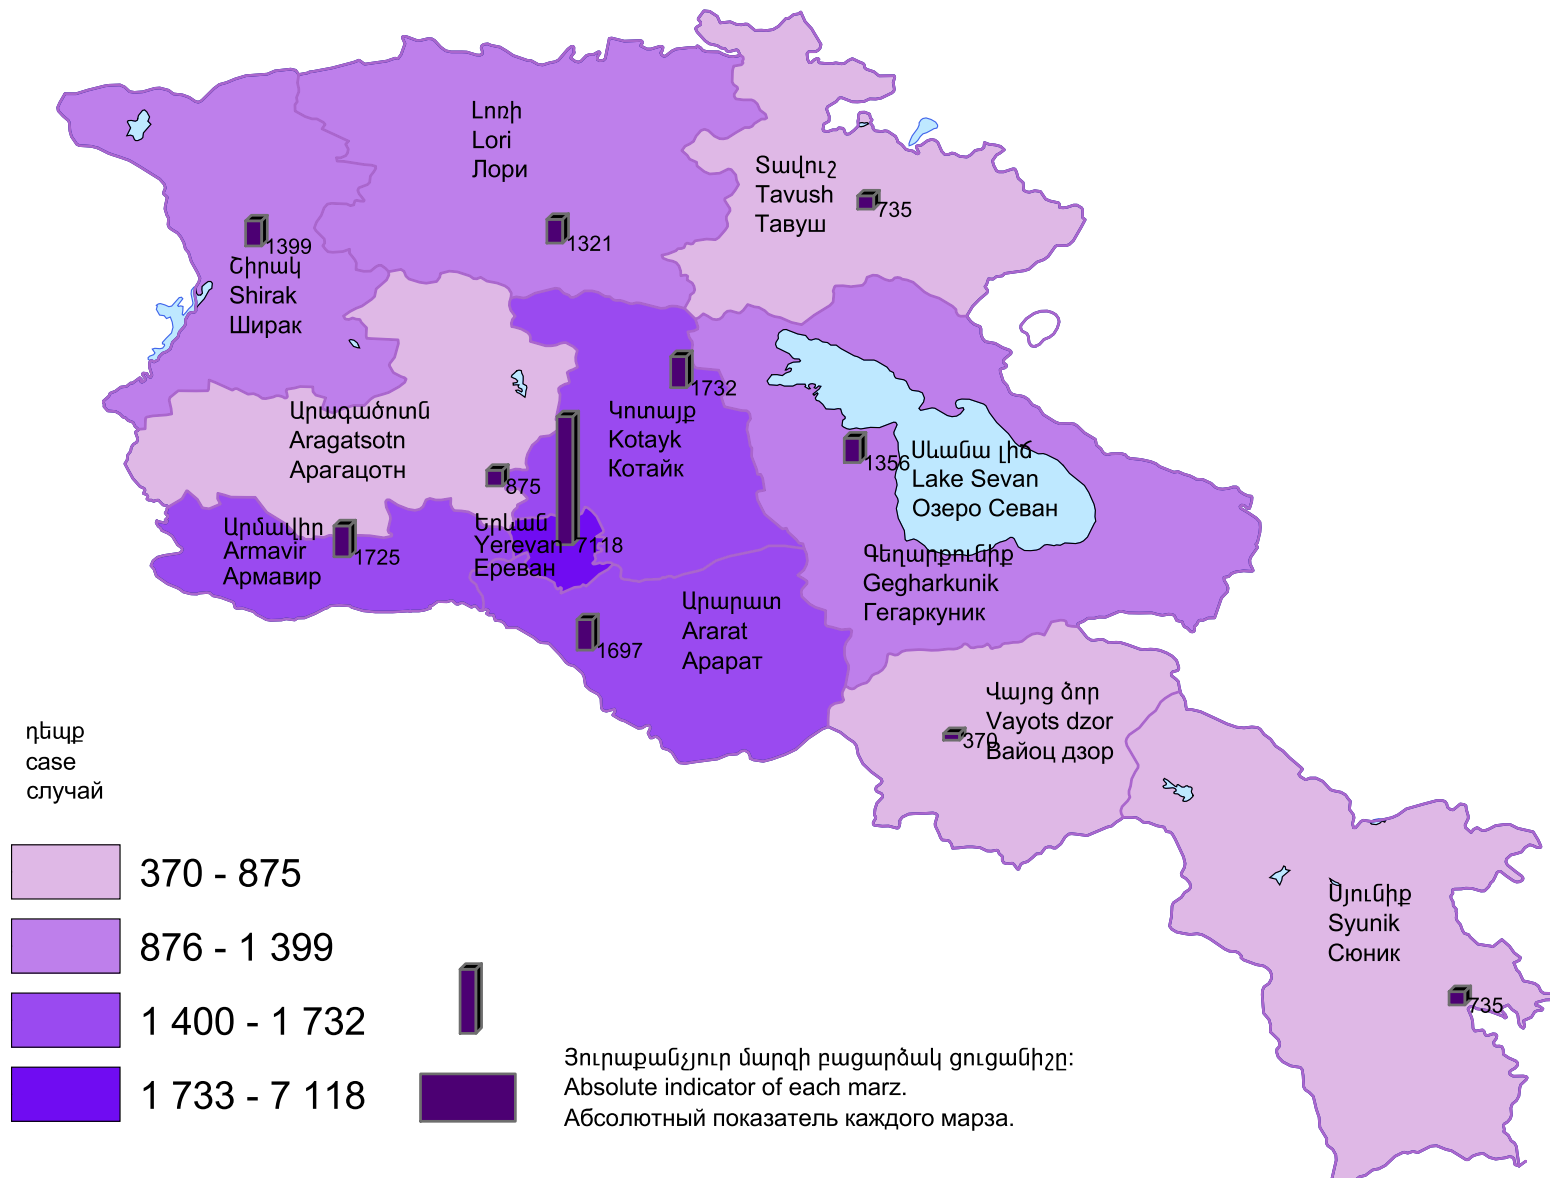 Լոռի
Lori
Лори
1321
Տավուշ
Tavush
Тавуш
735
1399
Շիրակ
Shirak
Ширак
1732
Կոտայք
Kotayk
Котайк
Արագածոտն
Aragatsotn
Арагацотн
875
1356
Սևանա լիճ
Lake Sevan
Озеро Севан
Արմավիր
Armavir
Армавир
1725
Երևան
Yerevan
Ереван
7118
Գեղարքունիք
Gegharkunik
Гегаркуник
1697
Արարատ
Ararat
Арарат
Վայոց ձոր
Vayots dzor
Вайоц дзор
370
Սյունիք
Syunik
Сюник
735
դեպք
case
случай
370 - 875
876 - 1 399
1 400 - 1 732
1 733 - 7 118
Յուրաքանչյուր մարզի բացարձակ ցուցանիշը:
Absolute indicator of each marz.
Абсолютный показатель каждого марза.